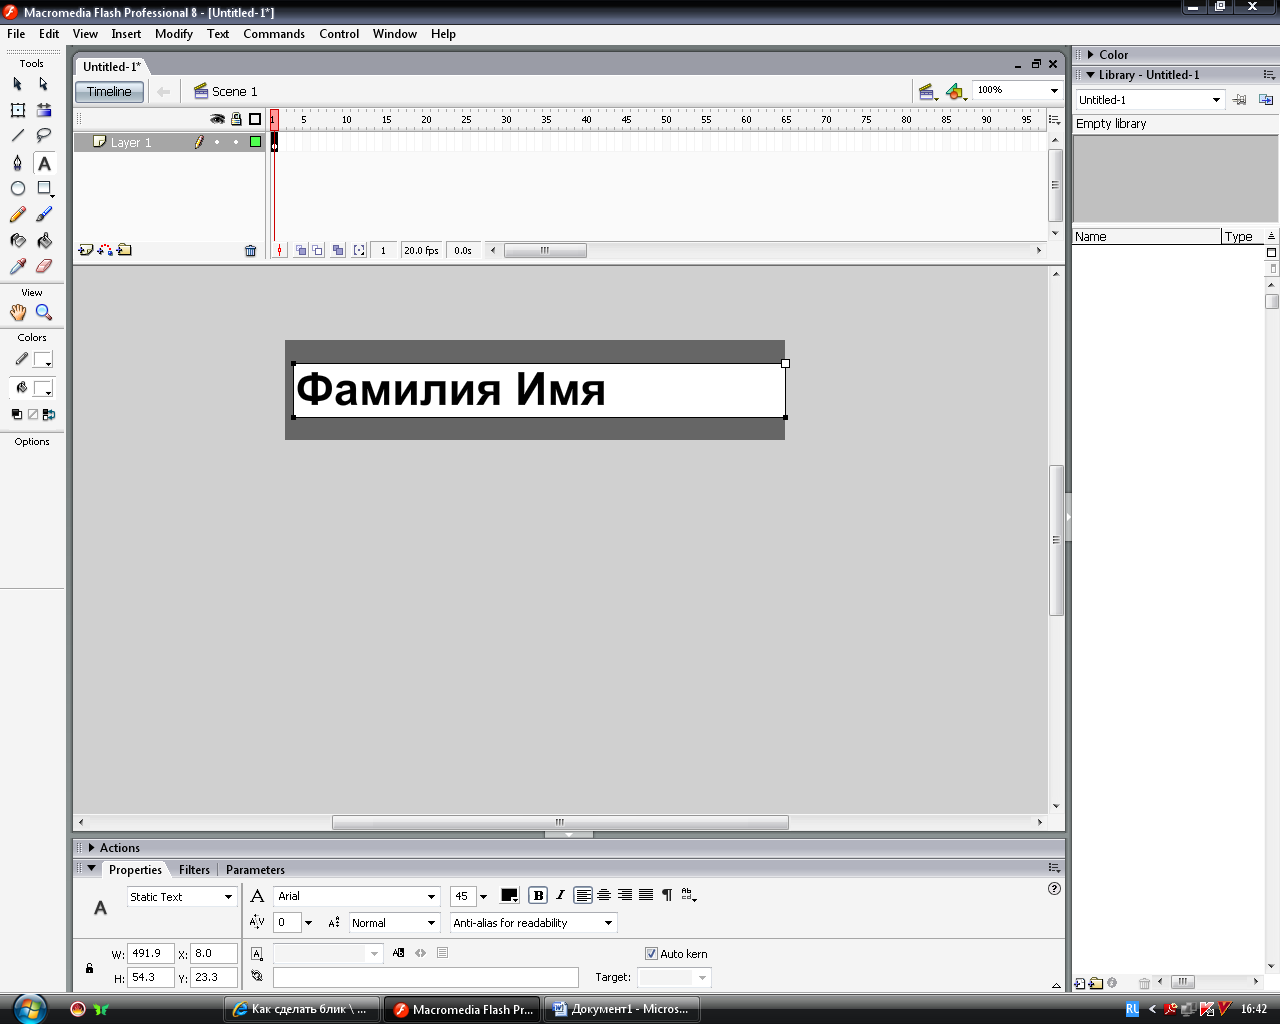 Macromedia Flash Professional 8 - [Untitled-1*]
File Edit View Insert Modify Text Commands Control Window Help
Tools
View
Colors
Options
Untitled-1*
Timeline
Scene 1
100%
1 5 10 15 20 25 30 35 40 45 50 55 60 65 70 75 80 85 90 95
Layer 1
1 20.0 fps 0.0s
Фамилия Имя
Color
Library - Untitled-1
Untitled-1
Empty library
Name Type
Actions
Properties Filters Parameters
Static Text
A Arial 45 B I
0 Normal Anti-alias for readability
W: 491.9 X: 8.0
Auto kern
H: 54.3 Y: 23.3
Target:
Как сделать блик \ ...
Macromedia Flash Pr...
Документ1 - Micros...
RU
16:42